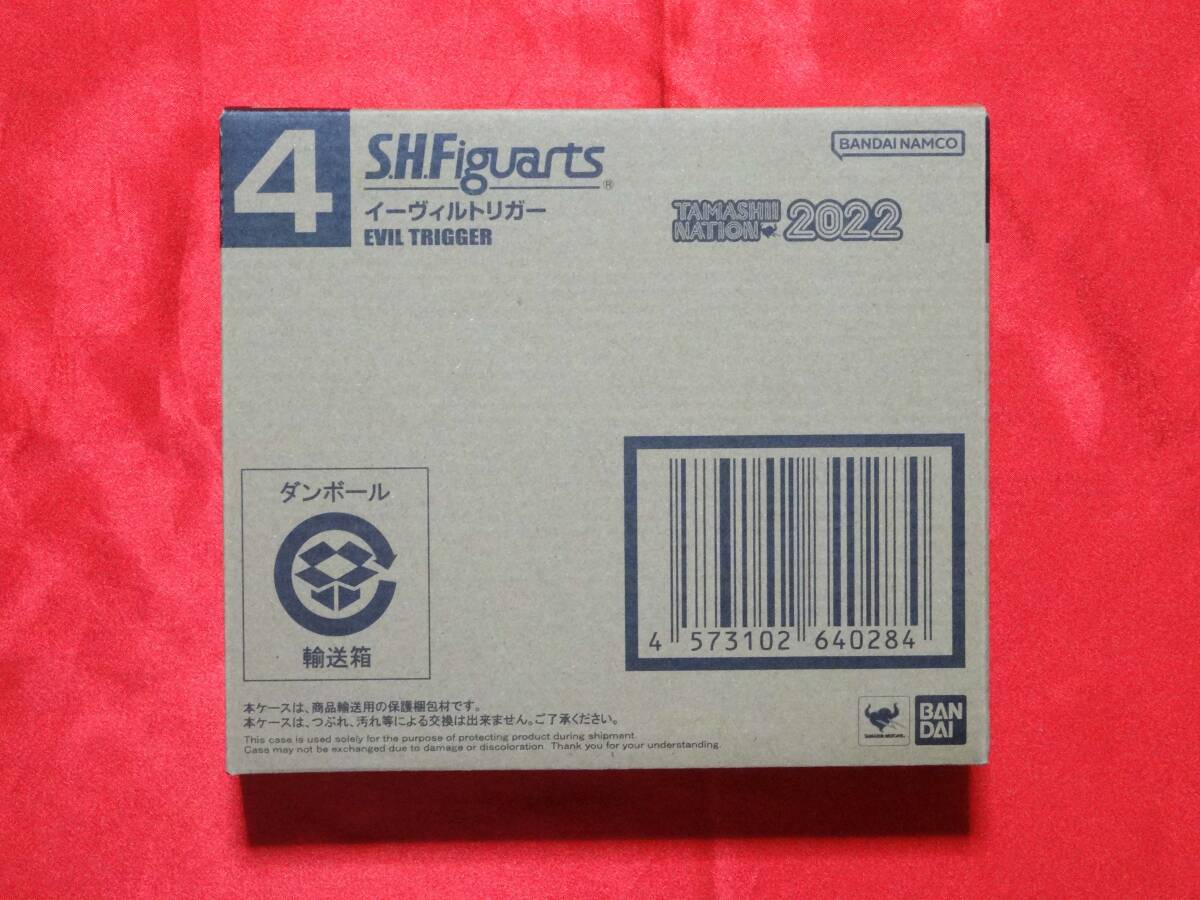 4
S.H.Figuarts®
イーヴィルトリガー
EVIL TRIGGER
BANDAI NAMCO
TAMASHII NATION 2022
ダンボール
輸送箱
4 573102 640284
本ケースは、商品輸送用の保護梱包材です。
本ケースは、つぶれ、汚れ等による交換は出来ません。ご了承ください。
This case is used solely for the purpose of protecting product during shipment.
Case may not be exchanged due to damage or discoloration. Thank you for your understanding.
BAN
DAI